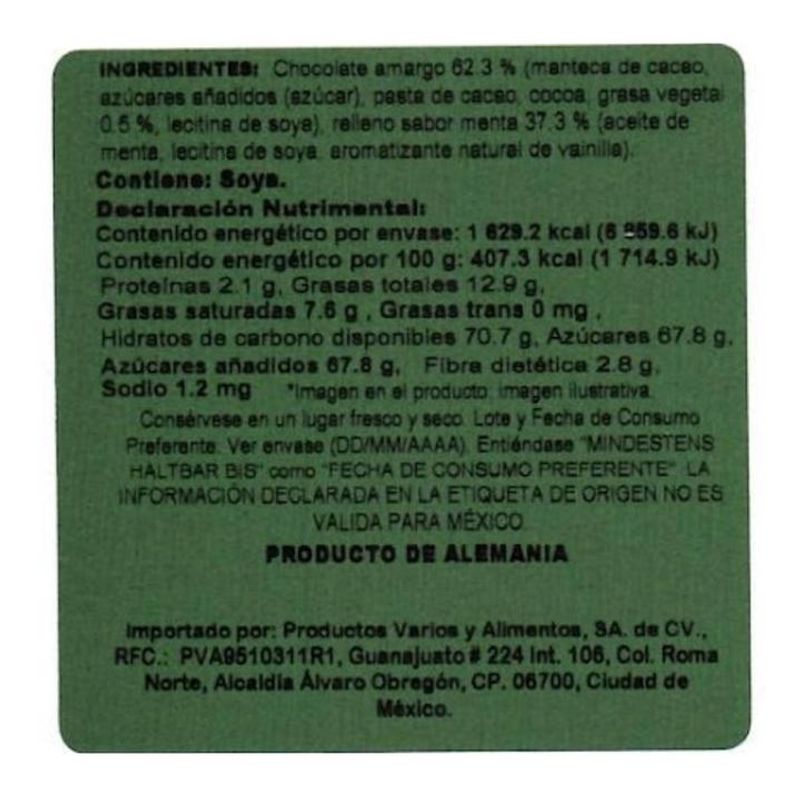 INGREDIENTES: Chocolate amargo 62.3 % (manteca de cacao,
azúcares añadidos (azúcar), pasta de cacao, cocoa, grasa vegetal
0.5 %, lecitina de soya), relleno sabor menta 37.3 % (aceite de
menta, lecitina de soya, aromatizante natural de vainilla).
Contiene: Soya.
Declaración Nutrimental:
Contenido energético por envase: 1 629.2 kcal (6 859.6 kJ)
Contenido energético por 100 g: 407.3 kcal (1 714.9 kJ)
Proteínas 2.1 g, Grasas totales 12.9 g,
Grasas saturadas 7.6 g , Grasas trans 0 mg ,
Hidratos de carbono disponibles 70.7 g, Azúcares 67.8 g,
Azúcares añadidos 67.8 g, Fibra dietética 2.8 g,
Sodio 1.2 mg *Imagen en el producto: imagen ilustrativa.
Consérvese en un lugar fresco y seco. Lote y Fecha de Consumo
Preferente. Ver envase (DD/MM/AAAA). Entiéndase "MINDESTENS
HALTBAR BIS" como "FECHA DE CONSUMO PREFERENTE". LA
INFORMACIÓN DECLARADA EN LA ETIQUETA DE ORIGEN NO ES
VALIDA PARA MÉXICO
PRODUCTO DE ALEMANIA
Importado por: Productos Varios y Alimentos, SA. de CV.,
RFC.: PVA9510311R1, Guanajuato # 224 Int. 106, Col. Roma
Norte, Alcaldia Álvaro Obregón, CP. 06700, Ciudad de
México.